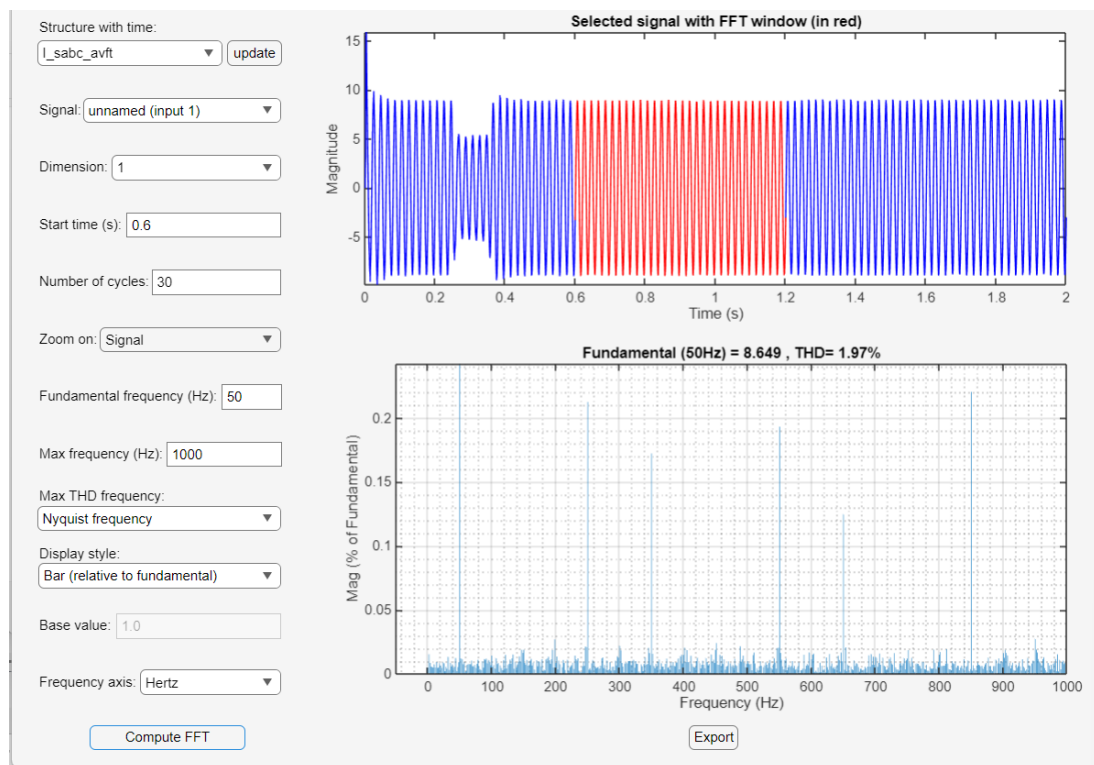 Structure with time:
I_sabc_avft update
Signal: unnamed (input 1)
Dimension: 1
Start time (s): 0.6
Number of cycles: 30
Zoom on: Signal
Fundamental frequency (Hz): 50
Max frequency (Hz): 1000
Max THD frequency:
Nyquist frequency
Display style:
Bar (relative to fundamental)
Base value: 1.0
Frequency axis: Hertz
Compute FFT
Selected signal with FFT window (in red)
Magnitude
15
10
5
0
-5
0 0.2 0.4 0.6 0.8 1 1.2 1.4 1.6 1.8 2
Time (s)
Fundamental (50Hz) = 8.649 , THD= 1.97%
Mag (% of Fundamental)
0.2
0.15
0.1
0.05
0
0 100 200 300 400 500 600 700 800 900 1000
Frequency (Hz)
Export